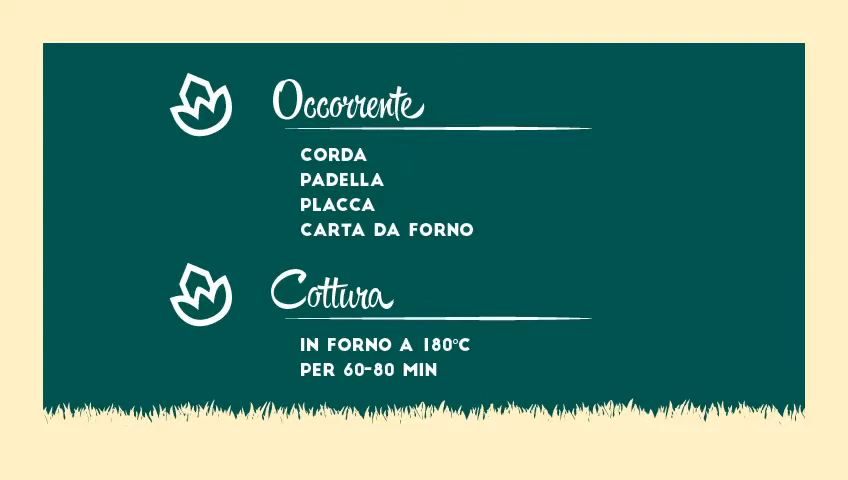 Occorrente
CORDA
PADELLA
PLACCA
CARTA DA FORNO
Cottura
IN FORNO A 180°C
PER 60-80 MIN